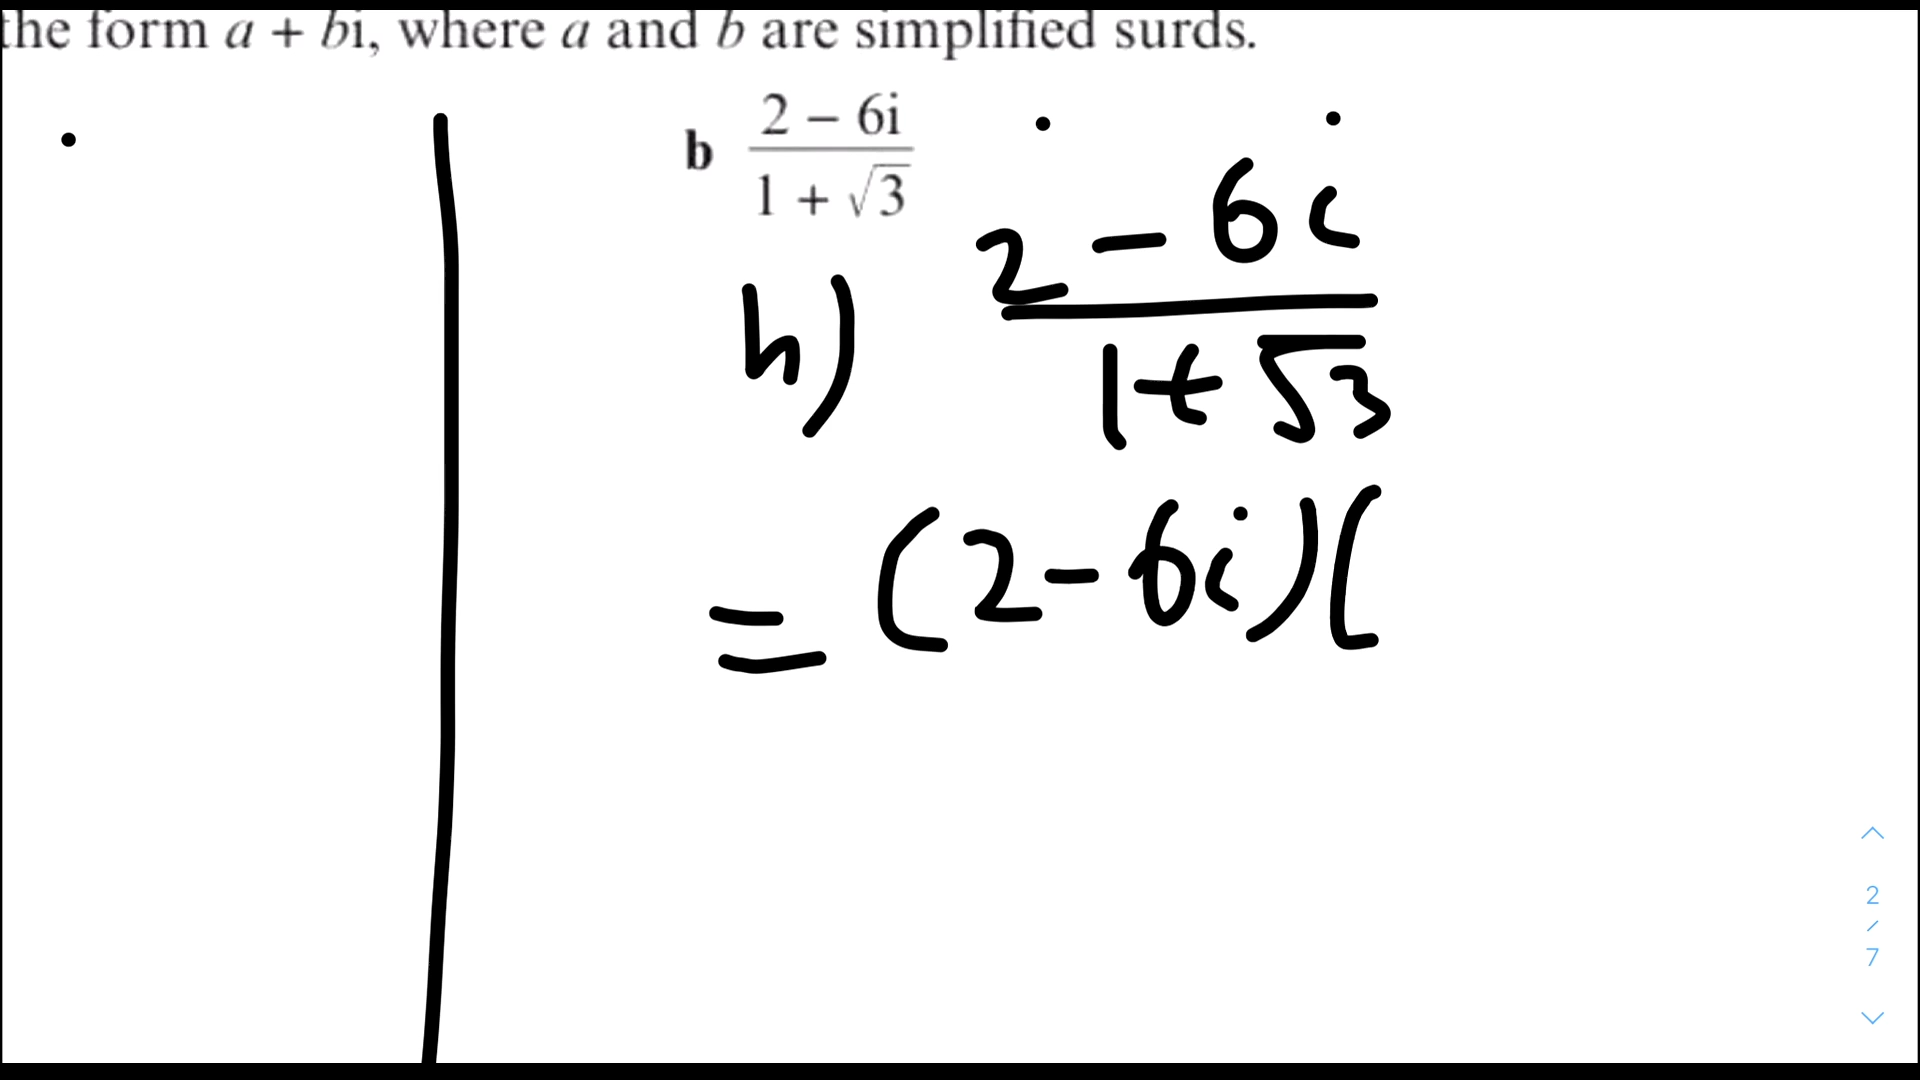 the form a + bi, where a and b are simplified surds.
b 2 − 6i
1 + √3
h) 2 − 6i
1 + √3
= (2 − 6i)(
2
/
7